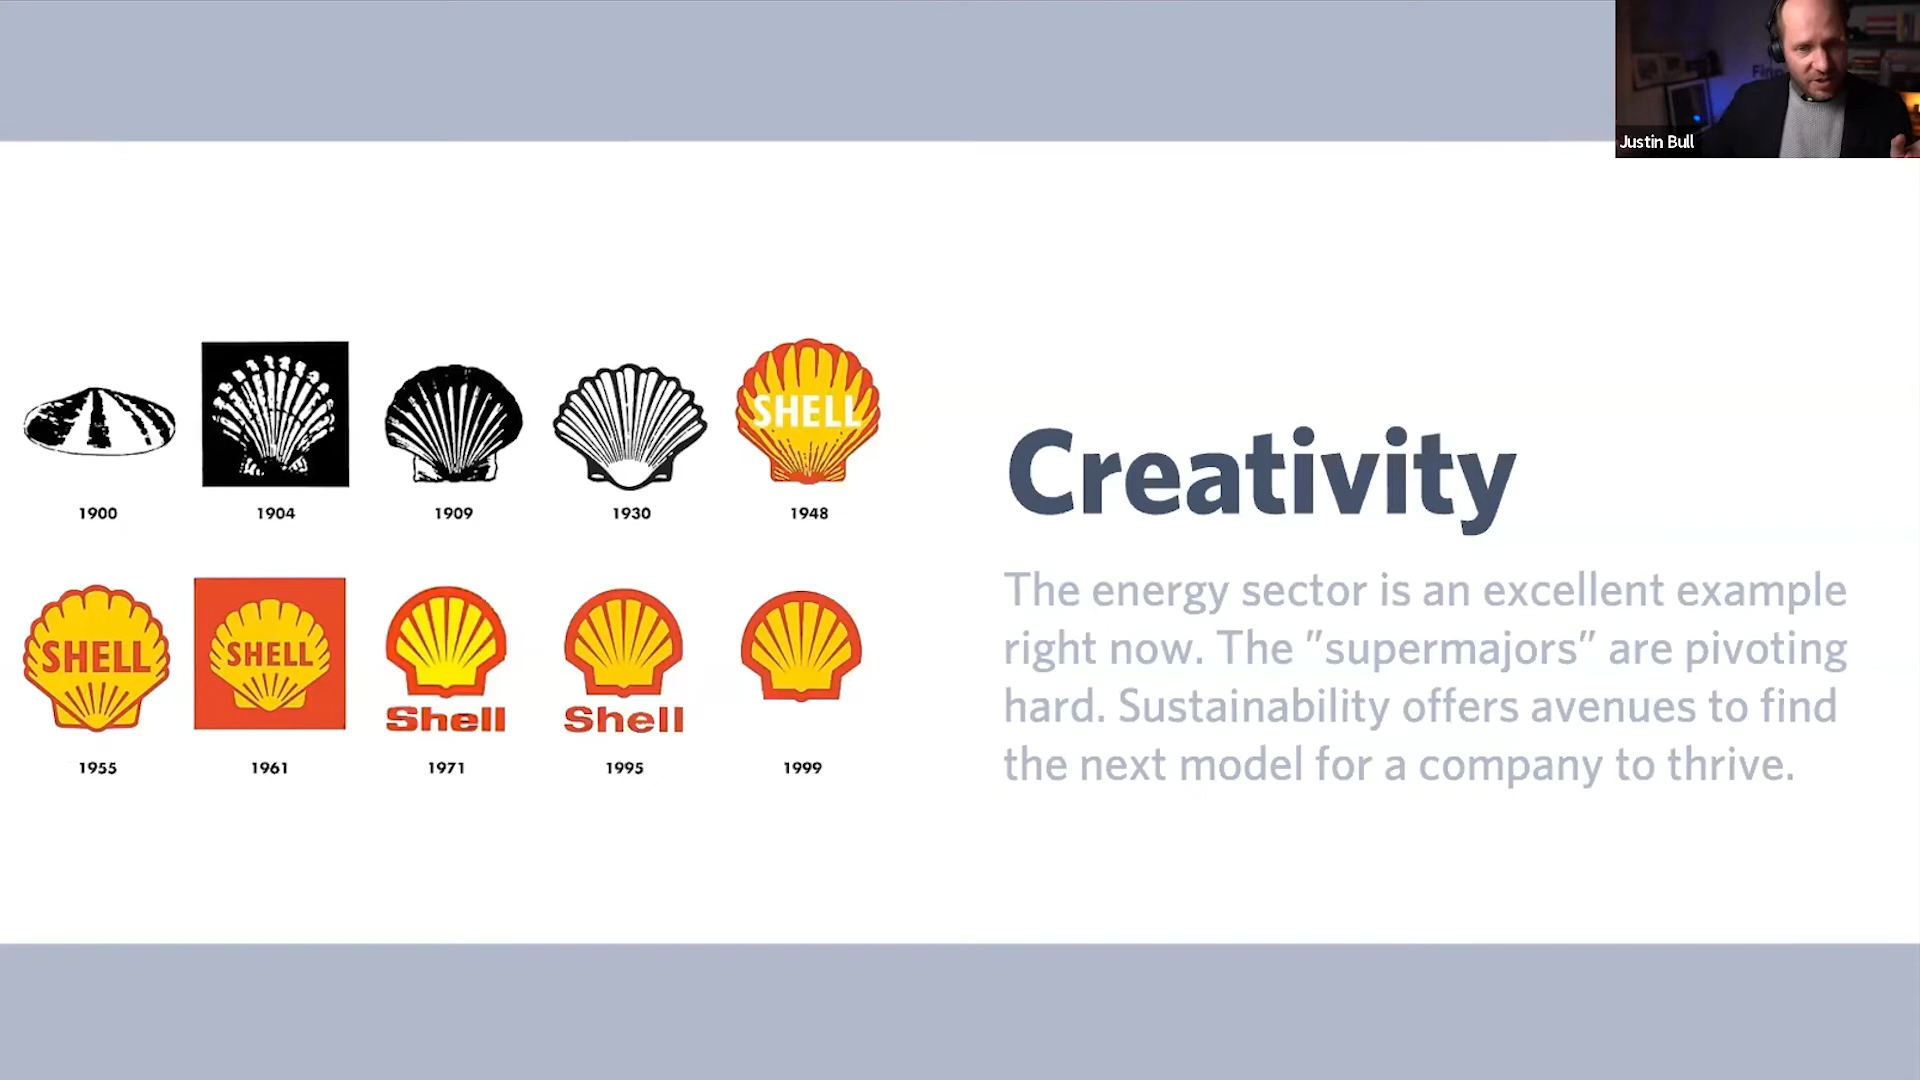 Justin Bull
SHELL
1900
1904
1909
1930
1948
SHELL
SHELL
Shell
Shell
1955
1961
1971
1995
1999
Creativity
The energy sector is an excellent example
right now. The "supermajors" are pivoting
hard. Sustainability offers avenues to find
the next model for a company to thrive.